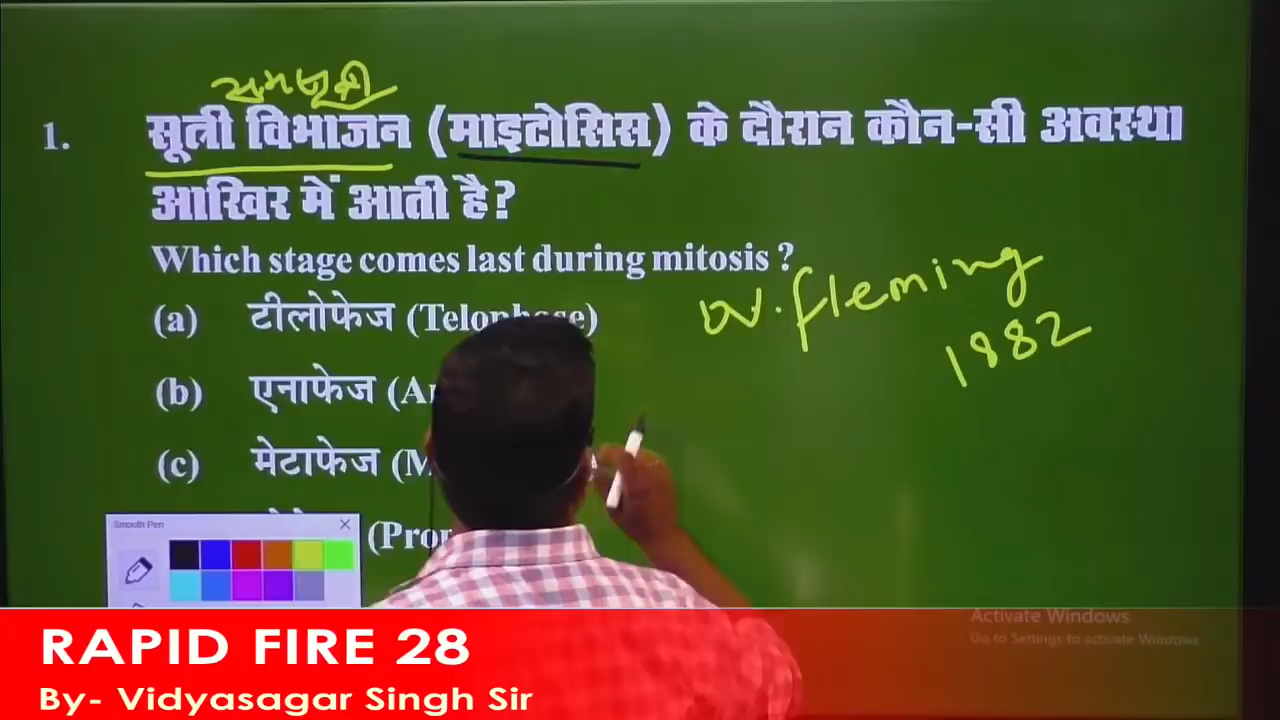 समसूत्री
1. सूत्री विभाजन (माइटोसिस) के दौरान कौन-सी अवस्था
आखिर में आती है?
Which stage comes last during mitosis ?
W. fleming
1882
(a) टीलोफेज (Telophase)
(b) एनाफेज (A
(c) मेटाफेज (M
(Pro
Smooth Pen
Activate Windows
Go to Settings to activate Windows
RAPID FIRE 28
By- Vidyasagar Singh Sir